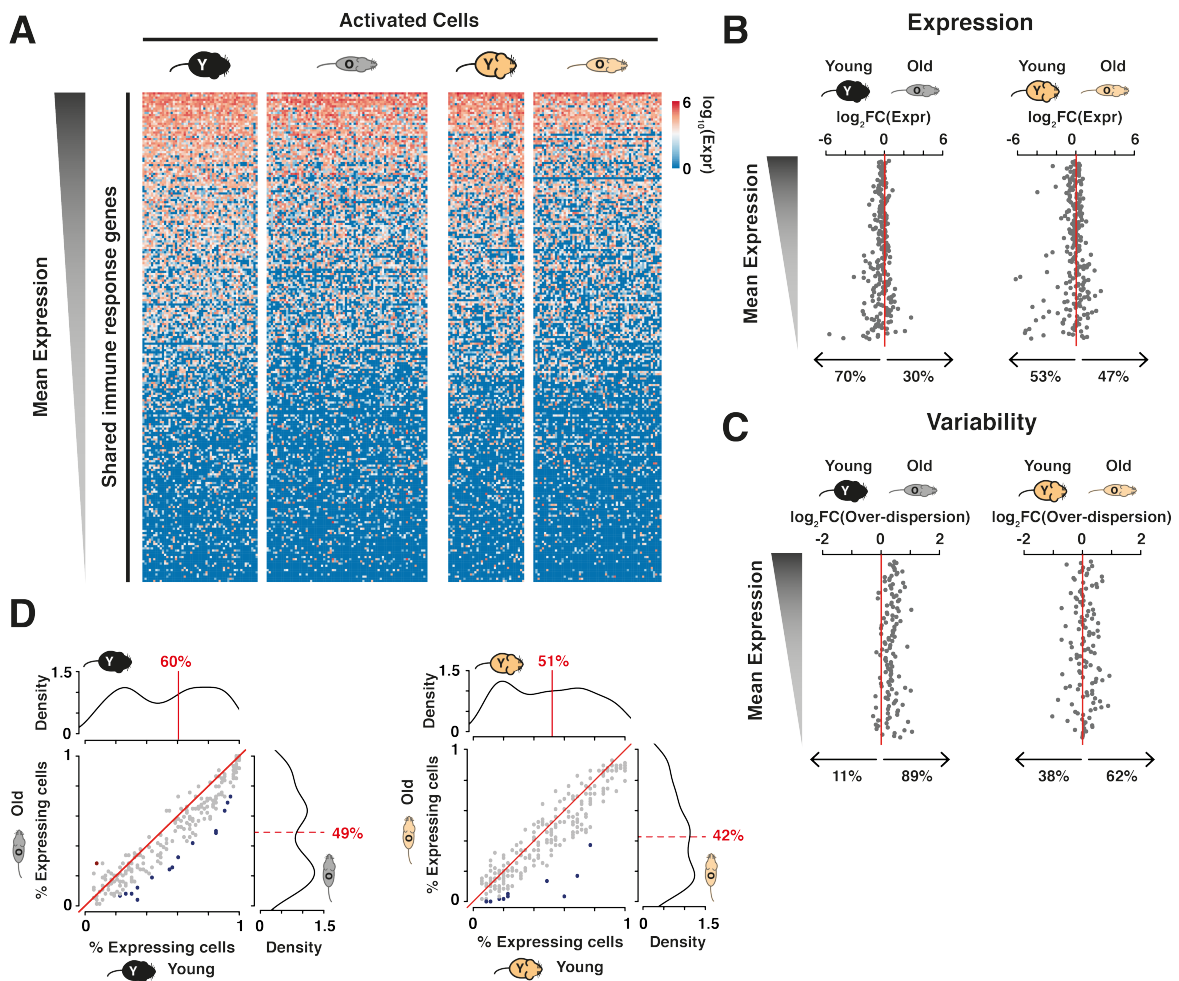 A
Activated Cells
Y
O
Y
O
Mean Expression
Shared immune response genes
6
0
log10(Expr)
B
Expression
Young
Old
Young
Old
Y
O
Y
O
log2FC(Expr)
log2FC(Expr)
-6
0
6
-6
0
6
Mean Expression
70%
30%
53%
47%
C
Variability
Young
Old
Young
Old
Y
O
Y
O
log2FC(Over-dispersion)
log2FC(Over-dispersion)
-2
0
2
-2
0
2
Mean Expression
11%
89%
38%
62%
D
Y
60%
1.5
0
Density
Old
O
% Expressing cells
1
0
0
1
% Expressing cells
Y
Young
49%
O
0
1.5
Density
Y
51%
1.5
0
Density
Old
O
% Expressing cells
1
0
0
1
% Expressing cells
Y
Young
42%
O
0
1.5
Density